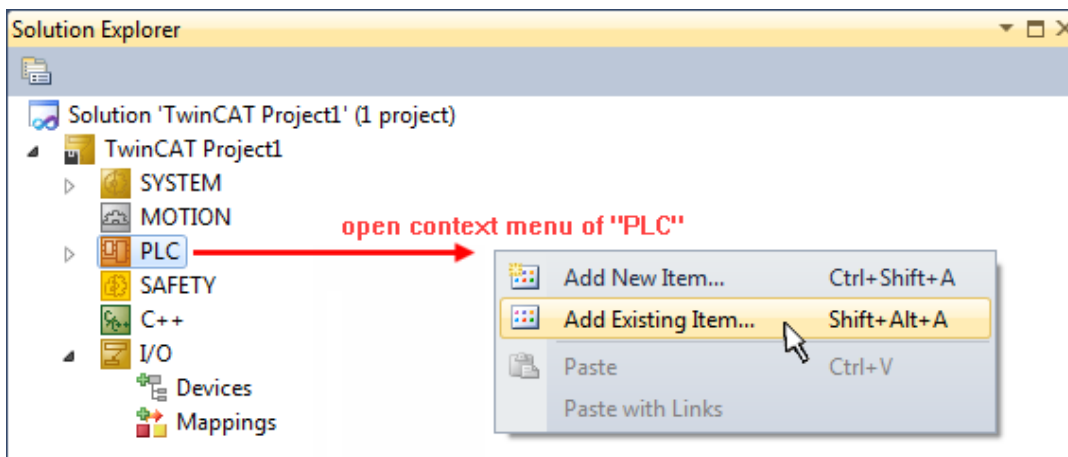 Solution Explorer
Solution 'TwinCAT Project1' (1 project)
TwinCAT Project1
SYSTEM
MOTION
open context menu of "PLC"
PLC
SAFETY
C++
I/O
Devices
Mappings
Add New Item... Ctrl+Shift+A
Add Existing Item... Shift+Alt+A
Paste Ctrl+V
Paste with Links